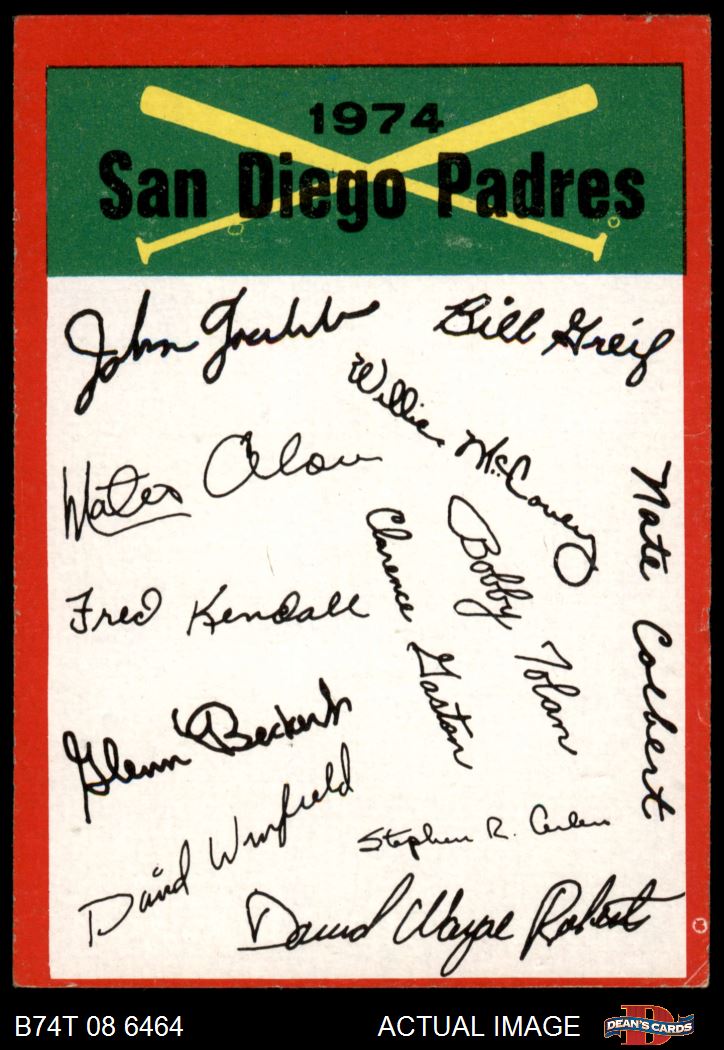 1974
San Diego Padres
John Grubb
Bill Greif
Willie McCovey
Mateo Alou
Nate Colbert
Clarence Gaston
Bobby Tolan
Fred Kendall
Glenn Beckert
David Winfield
Stephen R. Arlin
David Wayne Roberts
B74T 08 6464
ACTUAL IMAGE
D
DEAN'S CARDS